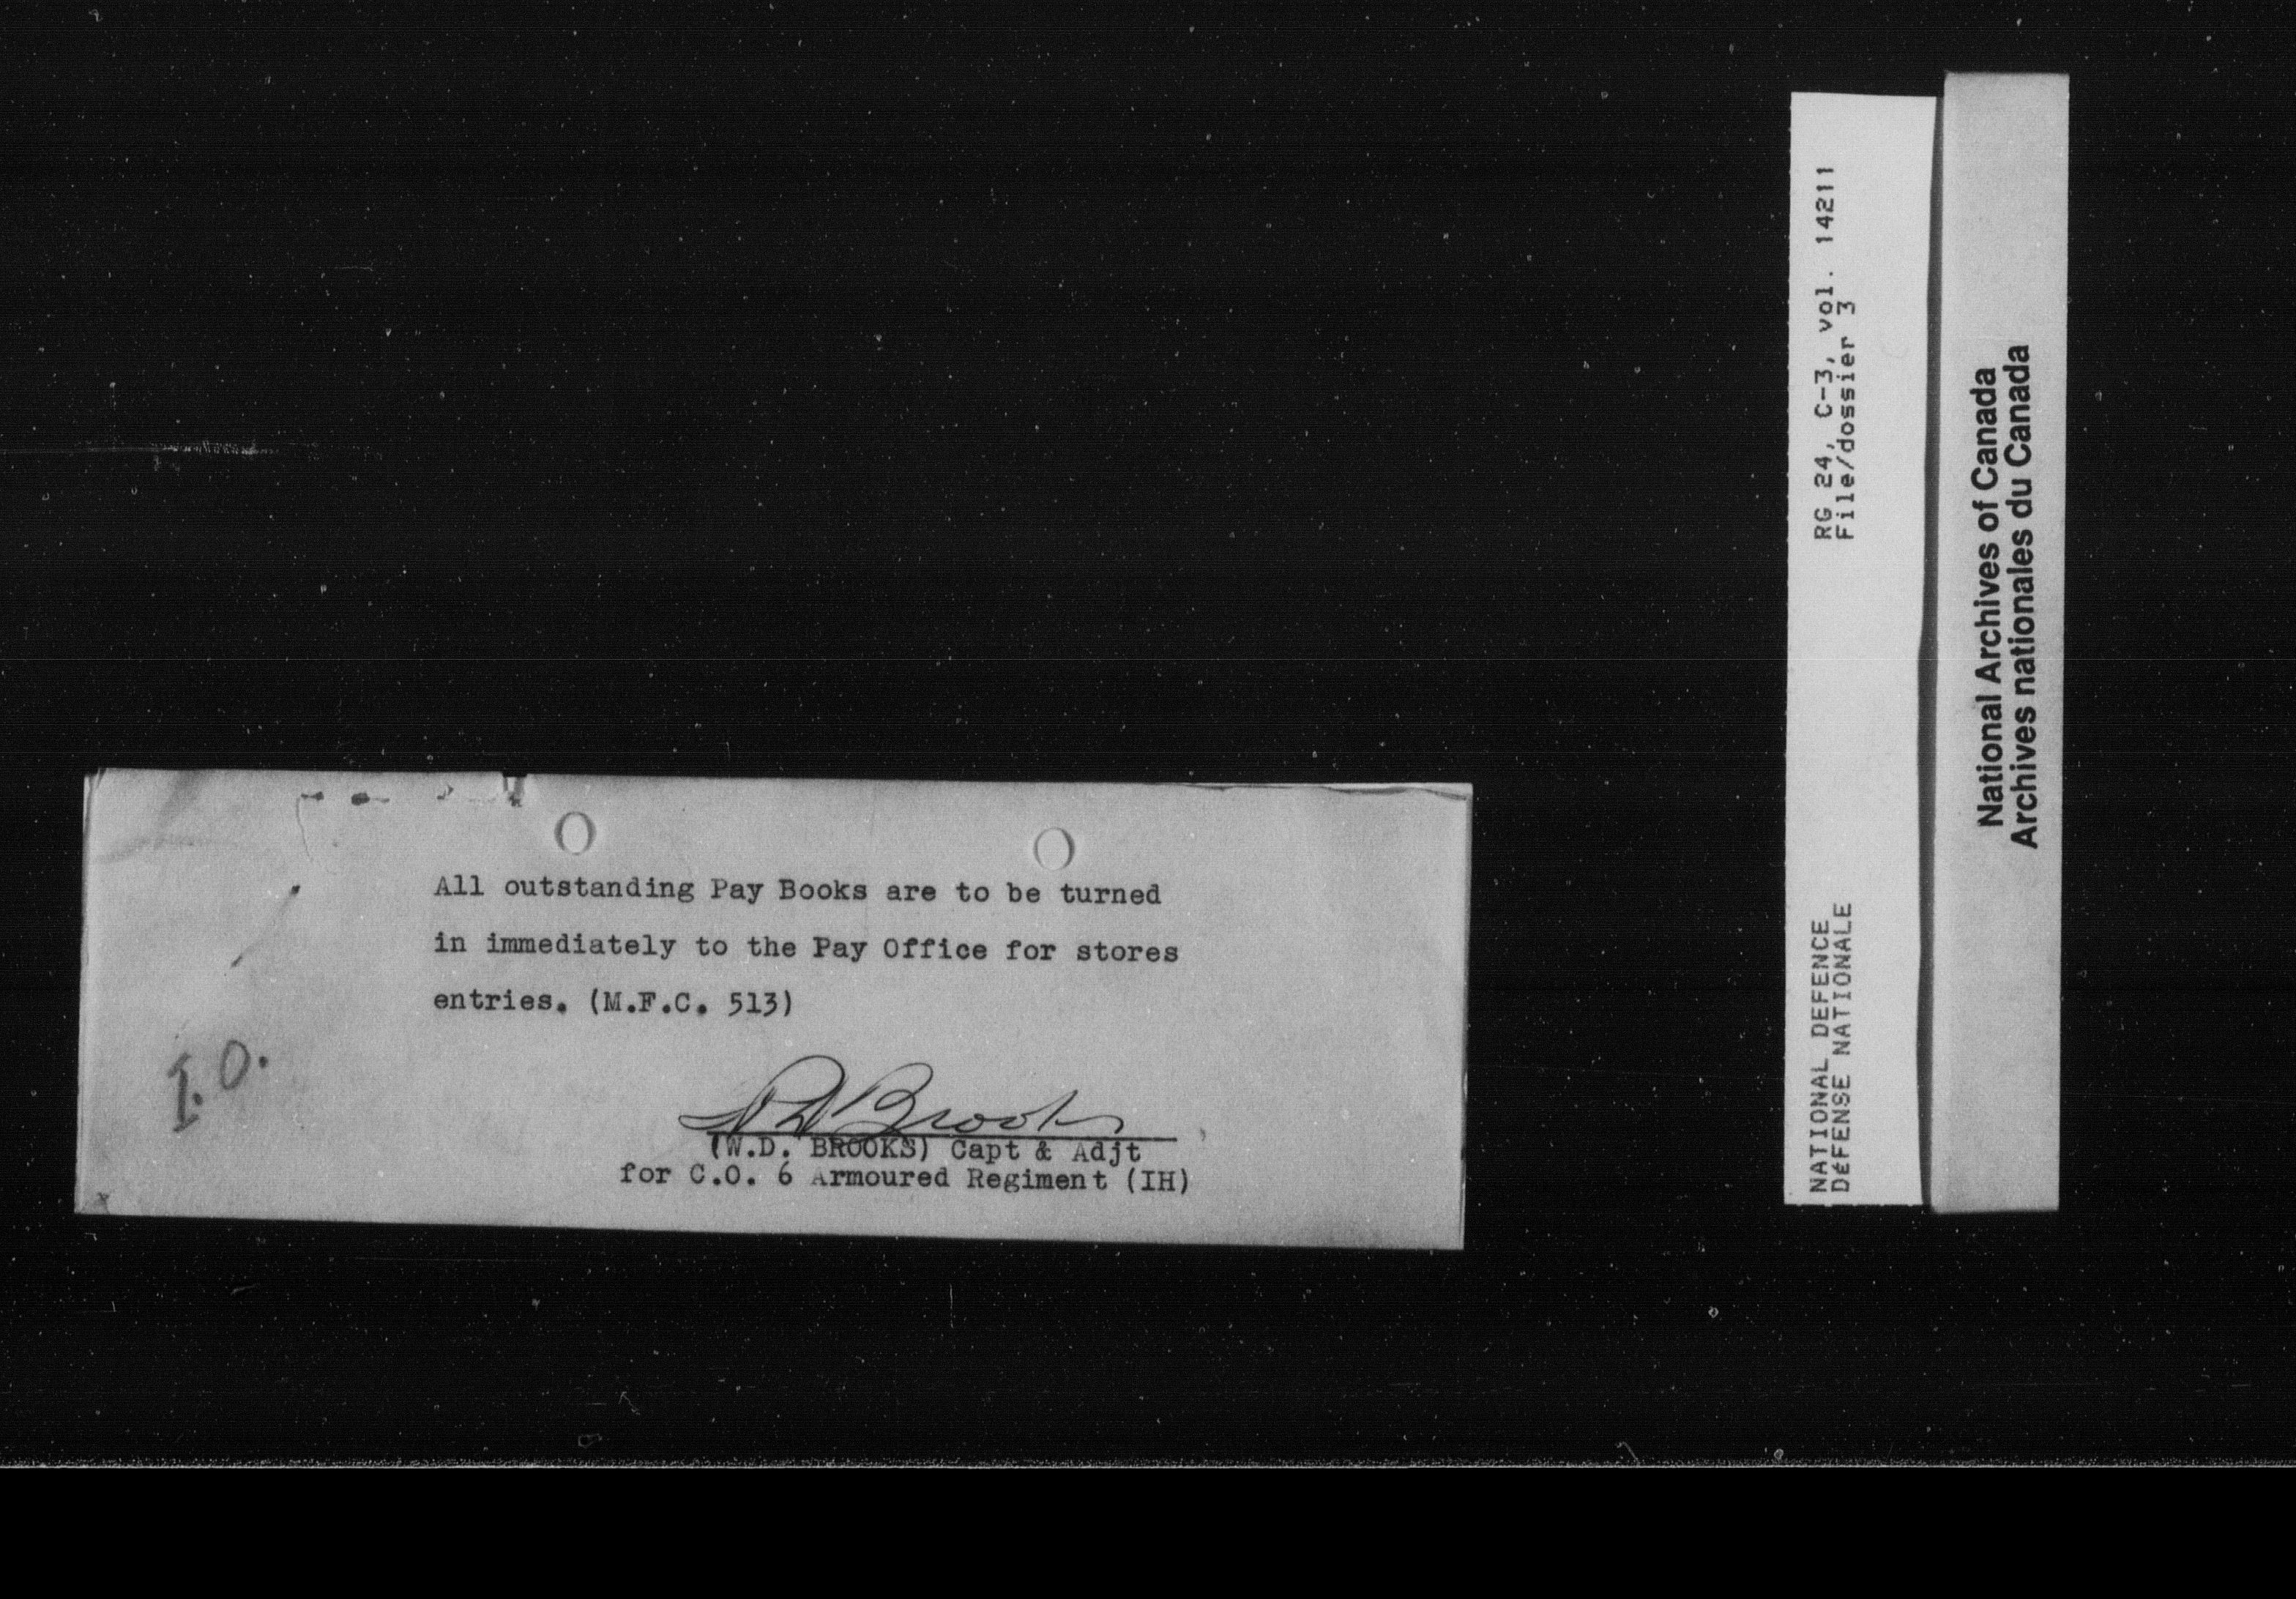 All outstanding Pay Books are to be turned
in immediately to the Pay Office for stores
entries. (M.F.C. 513)
I.O.
WD Brooks
(W.D. BROOKS) Capt & Adjt
for C.O. 6 Armoured Regiment (IH)
NATIONAL DEFENCE RG 24, C-3, vol. 14211
DéFENSE NATIONALE File/dossier 3
National Archives of Canada
Archives nationales du Canada